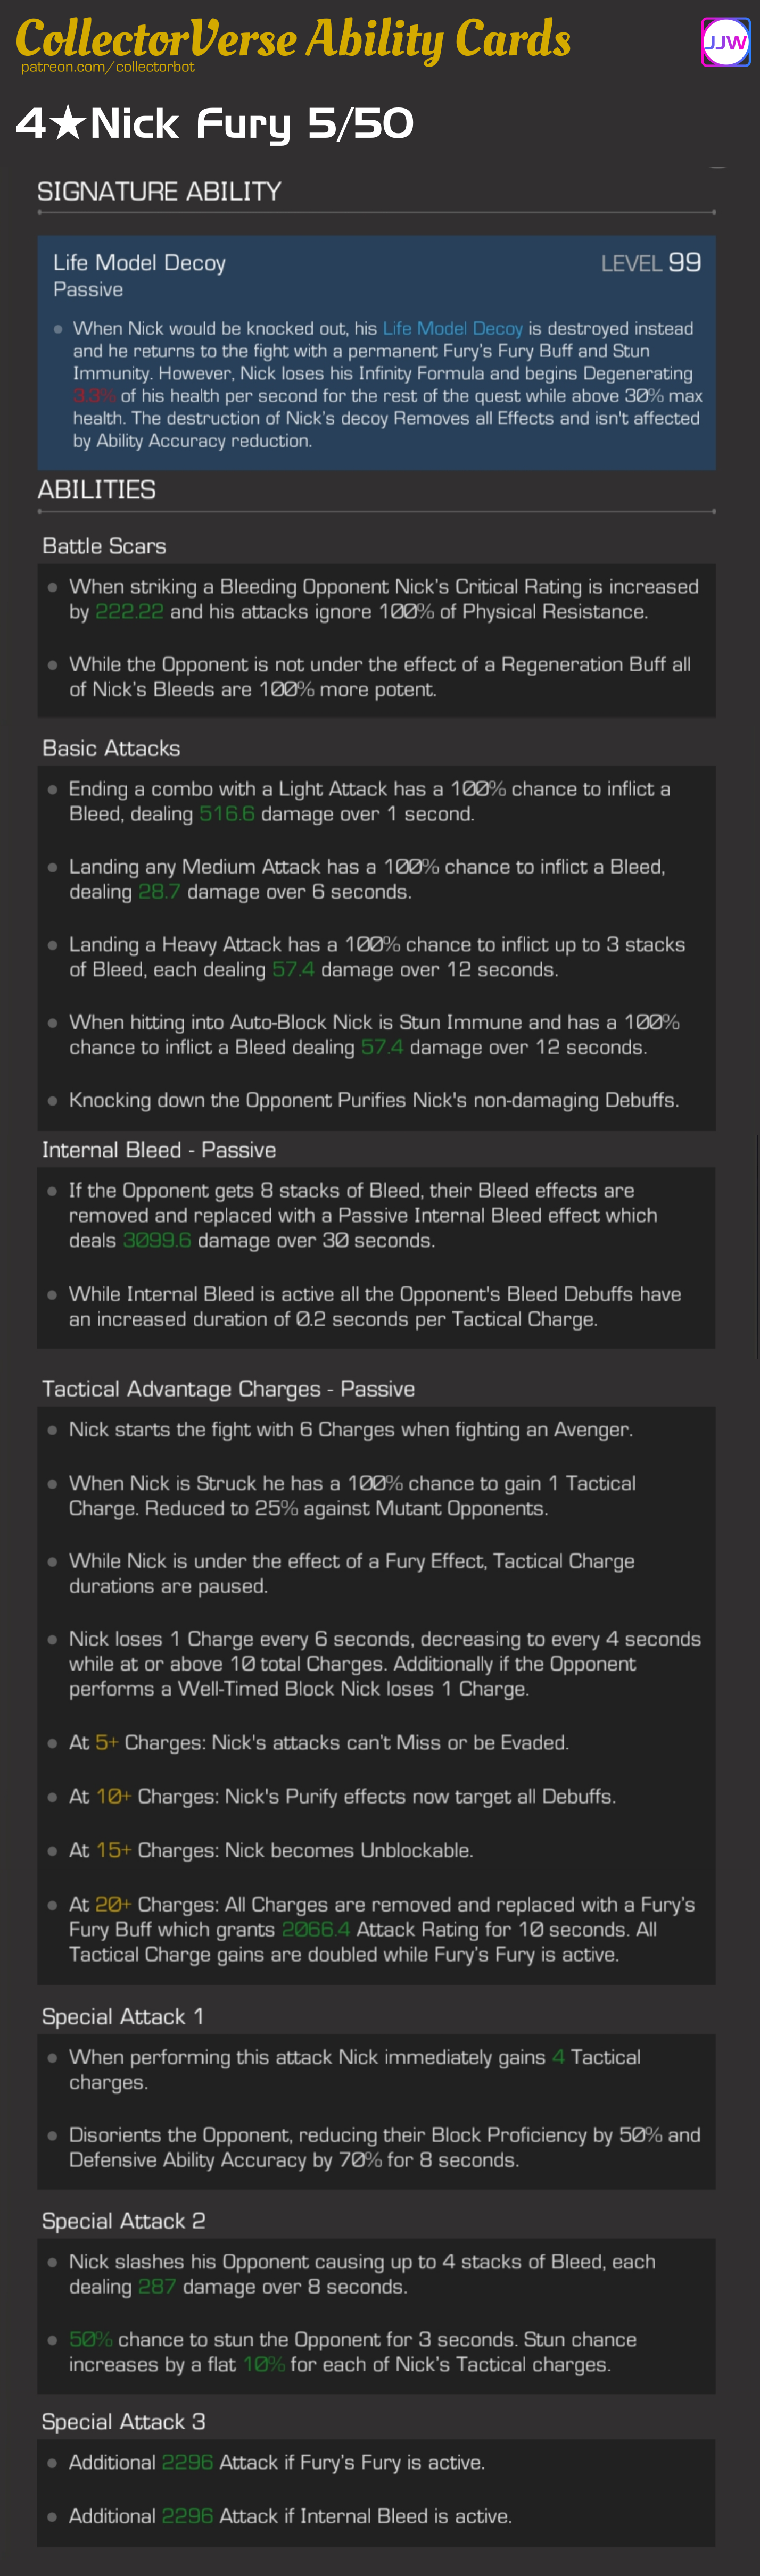 CollectorVerse Ability Cards
JJW
patreon.com/collectorbot
4★Nick Fury 5/50
SIGNATURE ABILITY
Life Model Decoy
LEVEL 99
Passive
When Nick would be knocked out, his Life Model Decoy is destroyed instead
and he returns to the fight with a permanent Fury's Fury Buff and Stun
Immunity. However, Nick loses his Infinity Formula and begins Degenerating
3.3% of his health per second for the rest of the quest while above 30% max
health. The destruction of Nick's decoy Removes all Effects and isn't affected
by Ability Accuracy reduction.
ABILITIES
Battle Scars
When striking a Bleeding Opponent Nick's Critical Rating is increased
by 222.22 and his attacks ignore 100% of Physical Resistance.
While the Opponent is not under the effect of a Regeneration Buff all
of Nick's Bleeds are 100% more potent.
Basic Attacks
Ending a combo with a Light Attack has a 100% chance to inflict a
Bleed, dealing 516.6 damage over 1 second.
Landing any Medium Attack has a 100% chance to inflict a Bleed,
dealing 28.7 damage over 6 seconds.
Landing a Heavy Attack has a 100% chance to inflict up to 3 stacks
of Bleed, each dealing 57.4 damage over 12 seconds.
When hitting into Auto-Block Nick is Stun Immune and has a 100%
chance to inflict a Bleed dealing 57.4 damage over 12 seconds.
Knocking down the Opponent Purifies Nick's non-damaging Debuffs.
Internal Bleed - Passive
If the Opponent gets 8 stacks of Bleed, their Bleed effects are
removed and replaced with a Passive Internal Bleed effect which
deals 3099.6 damage over 30 seconds.
While Internal Bleed is active all the Opponent's Bleed Debuffs have
an increased duration of 0.2 seconds per Tactical Charge.
Tactical Advantage Charges - Passive
Nick starts the fight with 6 Charges when fighting an Avenger.
When Nick is Struck he has a 100% chance to gain 1 Tactical
Charge. Reduced to 25% against Mutant Opponents.
While Nick is under the effect of a Fury Effect, Tactical Charge
durations are paused.
Nick loses 1 Charge every 6 seconds, decreasing to every 4 seconds
while at or above 10 total Charges. Additionally if the Opponent
performs a Well-Timed Block Nick loses 1 Charge.
At 5+ Charges: Nick's attacks can't Miss or be Evaded.
At 10+ Charges: Nick's Purify effects now target all Debuffs.
At 15+ Charges: Nick becomes Unblockable.
At 20+ Charges: All Charges are removed and replaced with a Fury's
Fury Buff which grants 2066.4 Attack Rating for 10 seconds. All
Tactical Charge gains are doubled while Fury's Fury is active.
Special Attack 1
When performing this attack Nick immediately gains 4 Tactical
charges.
Disorients the Opponent, reducing their Block Proficiency by 50% and
Defensive Ability Accuracy by 70% for 8 seconds.
Special Attack 2
Nick slashes his Opponent causing up to 4 stacks of Bleed, each
dealing 287 damage over 8 seconds.
50% chance to stun the Opponent for 3 seconds. Stun chance
increases by a flat 10% for each of Nick's Tactical charges.
Special Attack 3
Additional 2296 Attack if Fury's Fury is active.
Additional 2296 Attack if Internal Bleed is active.